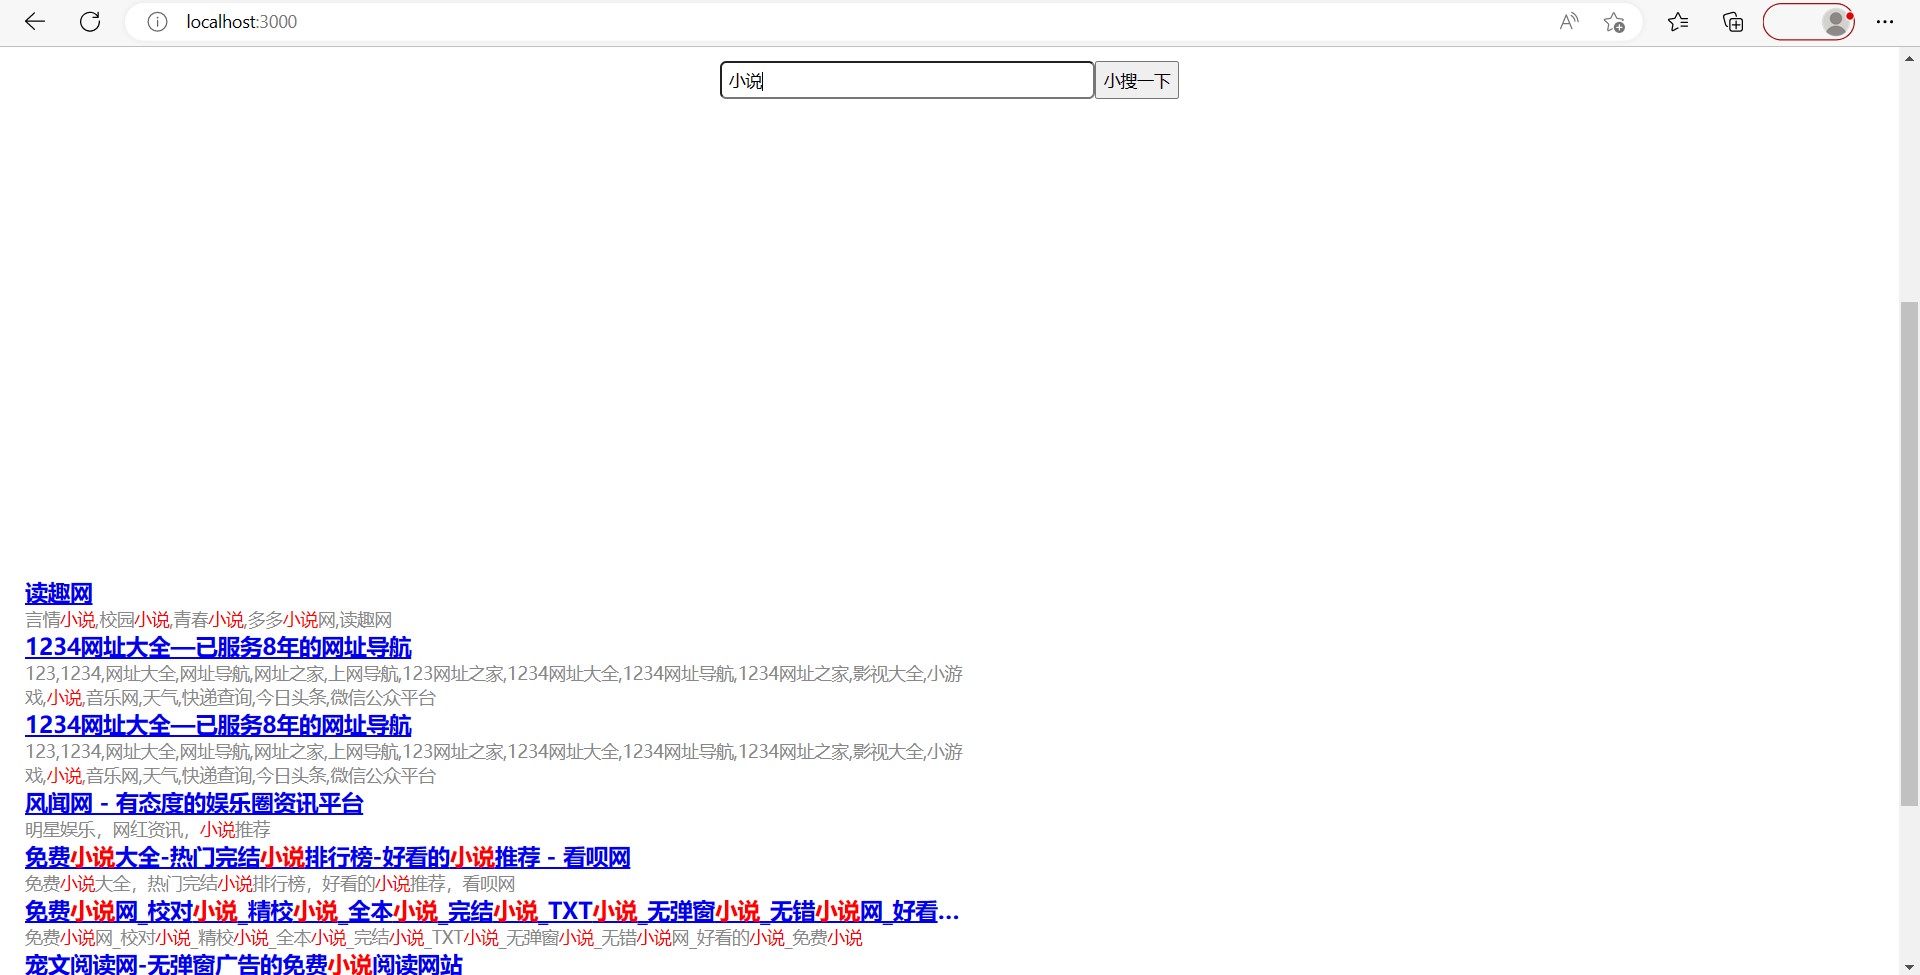 localhost:3000
小说
小搜一下
读趣网
言情小说,校园小说,青春小说,多多小说网,读趣网
1234网址大全—已服务8年的网址导航
123,1234,网址大全,网址导航,网址之家,上网导航,123网址之家,1234网址大全,1234网址导航,1234网址之家,影视大全,小游
戏,小说,音乐网,天气,快递查询,今日头条,微信公众平台
1234网址大全—已服务8年的网址导航
123,1234,网址大全,网址导航,网址之家,上网导航,123网址之家,1234网址大全,1234网址导航,1234网址之家,影视大全,小游
戏,小说,音乐网,天气,快递查询,今日头条,微信公众平台
风闻网 - 有态度的娱乐圈资讯平台
明星娱乐，网红资讯，小说推荐
免费小说大全-热门完结小说排行榜-好看的小说推荐 - 看呗网
免费小说大全，热门完结小说排行榜，好看的小说推荐，看呗网
免费小说网_校对小说_精校小说_全本小说_完结小说_TXT小说_无弹窗小说_无错小说网_好看...
免费小说网_校对小说_精校小说_全本小说_完结小说_TXT小说_无弹窗小说_无错小说网_好看的小说_免费小说
宠文阅读网-无弹窗广告的免费小说阅读网站